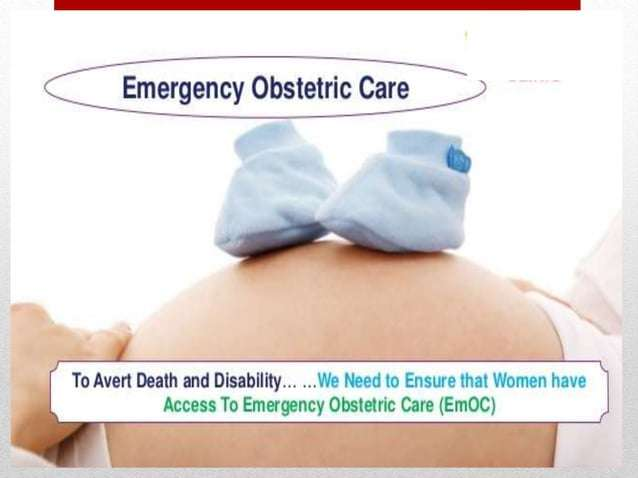 Emergency Obstetric Care
To Avert Death and Disability… …We Need to Ensure that Women have
Access To Emergency Obstetric Care (EmOC)